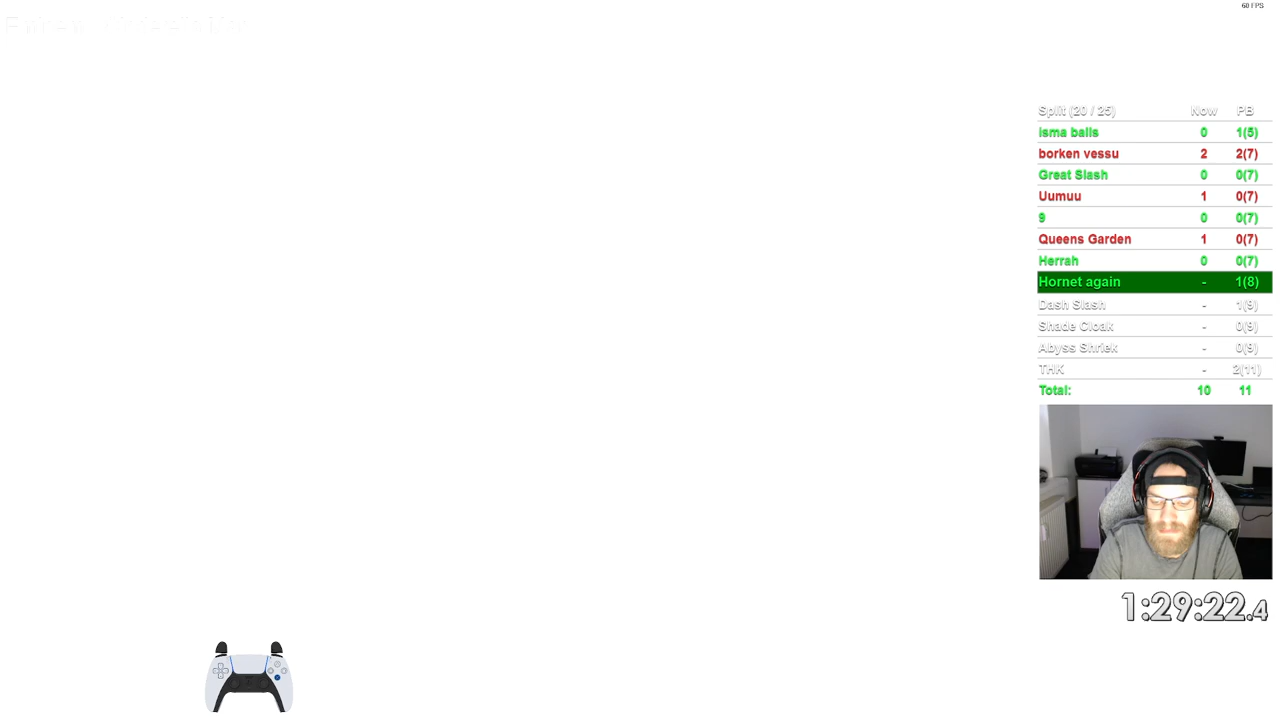 60 FPS
Split (20 / 25) Now PB
isma balls 0 1(5)
borken vessu 2 2(7)
Great Slash 0 0(7)
Uumuu 1 0(7)
9 0 0(7)
Queens Garden 1 0(7)
Herrah 0 0(7)
Hornet again - 1(8)
Dash Slash - 1(9)
Shade Cloak - 0(9)
Abyss Shriek - 0(9)
THK - 2(11)
Total: 10 11
1:29:22.4